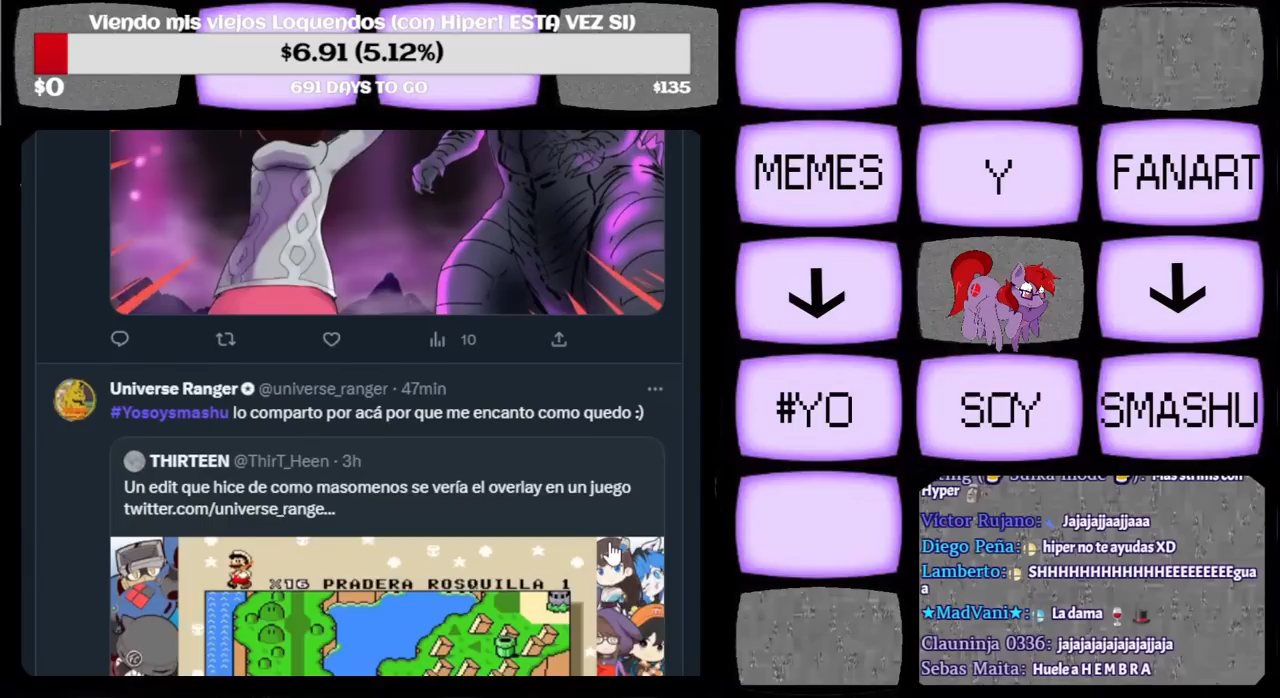 Viendo mis viejos Loquendos (con Hiper! ESTA VEZ SI)
$6.91 (5.12%)
$0
691 DAYS TO GO
$135
MEMES
Y
FANART
10
Universe Ranger @universe_ranger · 47min
#Yosoysmashu lo comparto por acá por que me encanto como quedo :)
THIRTEEN @ThirT_Heen · 3h
Un edit que hice de como masomenos se vería el overlay en un juego
twitter.com/universe_range...
X16 PRADERA ROSQUILLA 1
#YO
SOY
SMASHU
Hyper
Victor Rujano: Jajajajjaajjaaa
Diego Peña: hiper no te ayudas XD
Lamberto: SHHHHHHHHHHHHEEEEEEEEEgua
a
★MadVani★: La dama
Clauninja 0336: jajajajajajajajjaja
Sebas Maita: Huele a H E M B R A